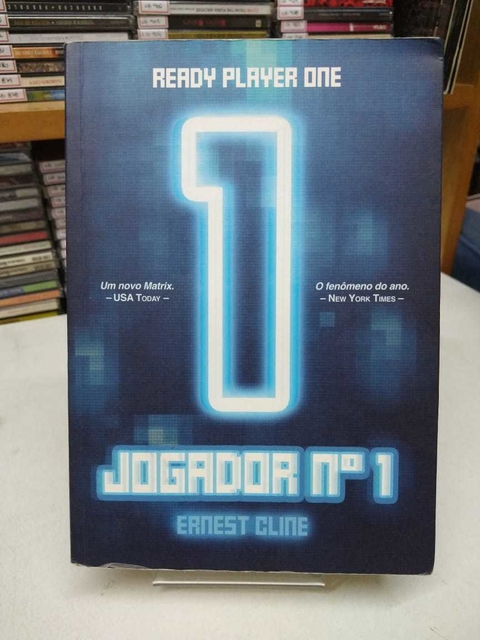 READY PLAYER ONE
1
Um novo Matrix.
– USA TODAY –
O fenômeno do ano.
– NEW YORK TIMES –
JOGADOR Nº 1
ERNEST CLINE